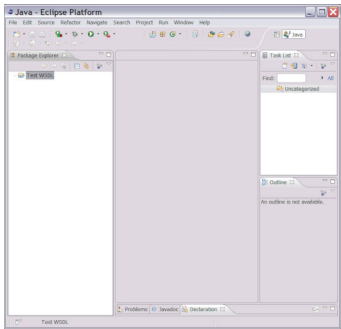 Java - Eclipse Platform
File Edit Source Refactor Navigate Search Project Run Window Help
Java
Package Explorer
Test WSDL
Task List
Find: All
Uncategorized
Outline
An outline is not available.
Problems Javadoc Declaration
Test WSDL